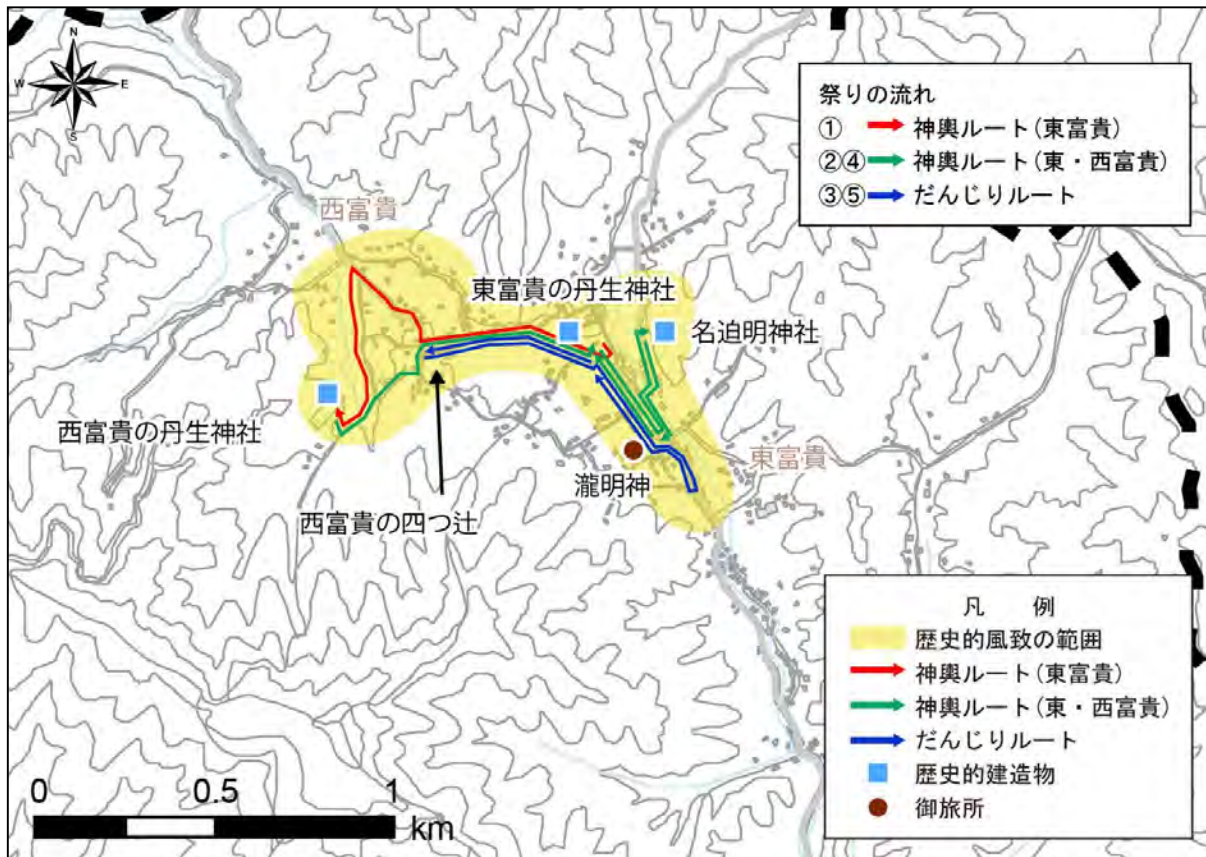 N
W
E
S
祭りの流れ
① 神輿ルート(東富貴)
②④ 神輿ルート(東・西富貴)
③⑤ だんじりルート
西富貴
東富貴の丹生神社
名迫明神社
西富貴の丹生神社
東富貴
瀧明神
西富貴の四つ辻
凡 例
歴史的風致の範囲
神輿ルート(東富貴)
神輿ルート(東・西富貴)
だんじりルート
歴史的建造物
御旅所
0 0.5 1
km